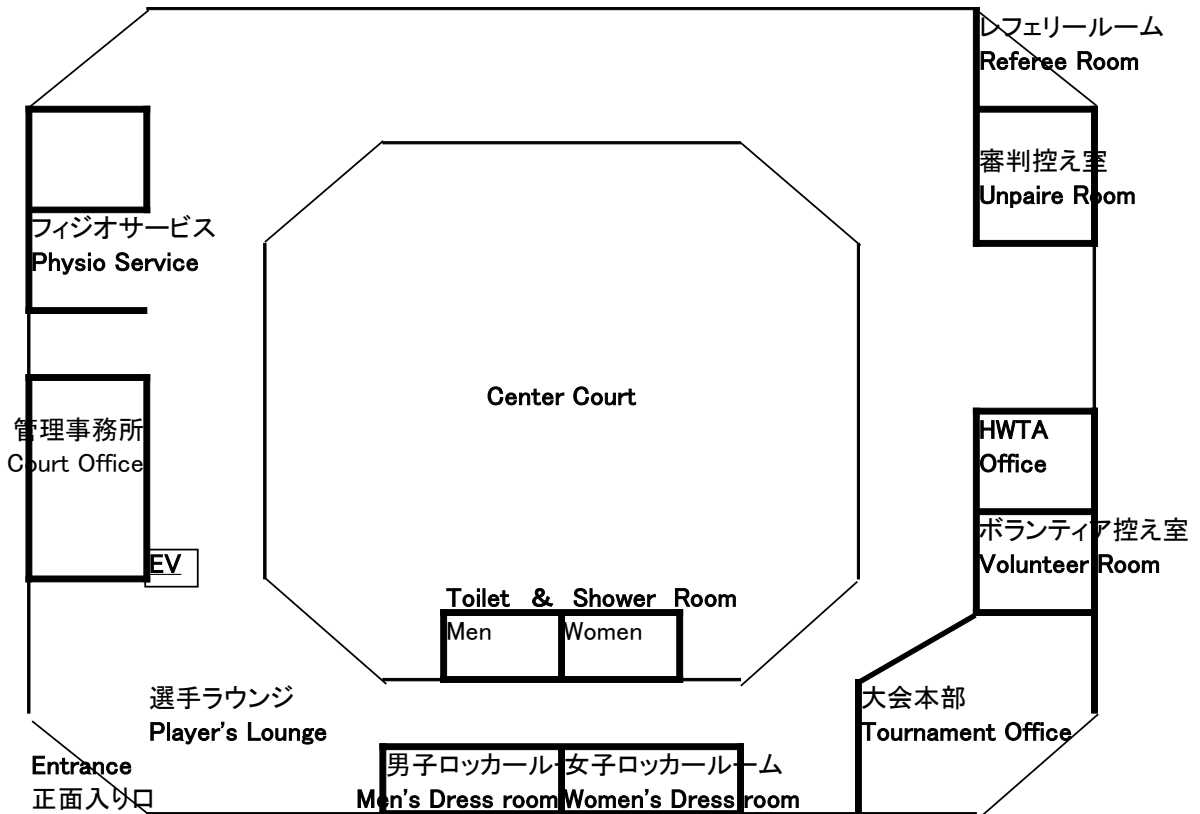 レフェリールーム
Referee Room
審判控え室
Unpaire Room
フィジオサービス
Physio Service
Center Court
管理事務所
Court Office
HWTA
Office
ボランティア控え室
Volunteer Room
EV
Toilet & Shower Room
Men Women
選手ラウンジ
Player's Lounge
大会本部
Tournament Office
Entrance
正面入り口
男子ロッカールー 女子ロッカールーム
Men's Dress room Women's Dress room